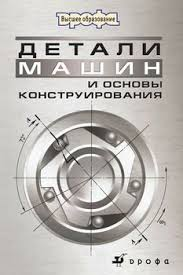 Высшее образование
ДЕТАЛИ
МАШИН
И ОСНОВЫ
КОНСТРУИРОВАНИЯ
ДРОФА